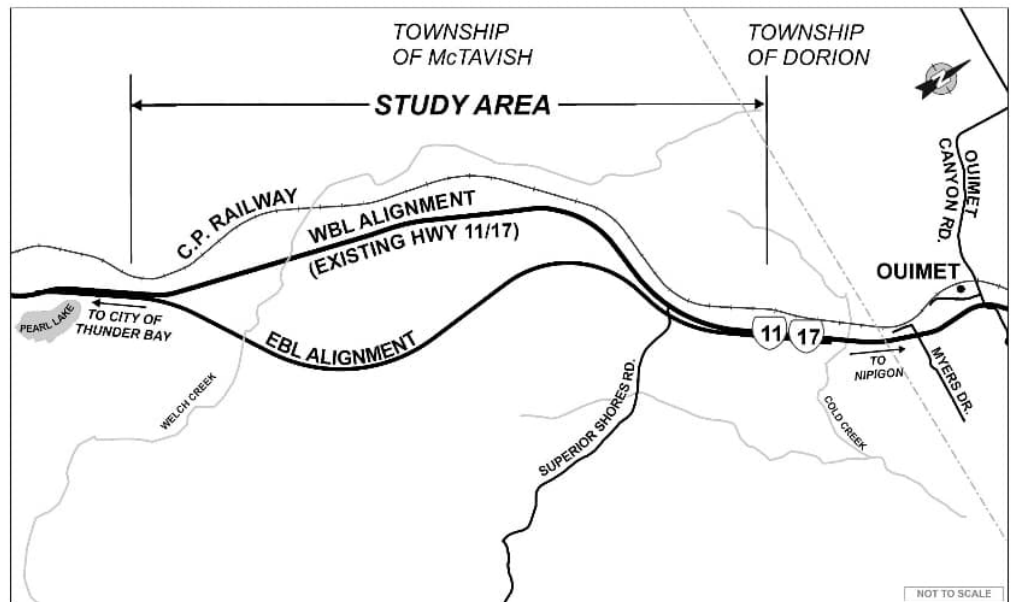 TOWNSHIP
OF McTAVISH
TOWNSHIP
OF DORION
N
STUDY AREA
OUIMET
CANYON RD.
C.P. RAILWAY
WBL ALIGNMENT
(EXISTING HWY 11/17)
OUIMET
PEARL LAKE
TO CITY OF
THUNDER BAY
EBL ALIGNMENT
11
17
TO
NIPIGON
MYERS DR.
WELCH CREEK
SUPERIOR SHORES RD.
COLD CREEK
NOT TO SCALE